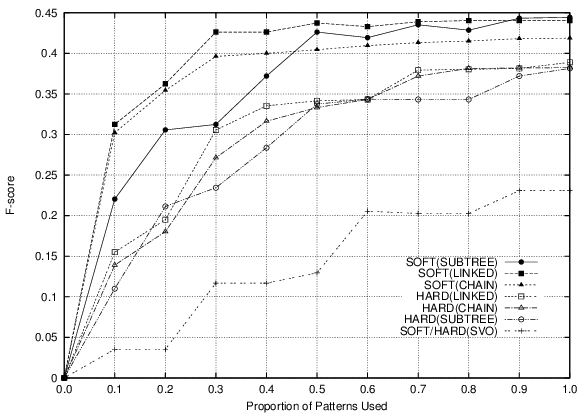 0.45
0.4
0.35
0.3
0.25
0.2
0.15
0.1
0.05
0
F-score
SOFT(SUBTREE)
SOFT(LINKED)
SOFT(CHAIN)
HARD(LINKED)
HARD(CHAIN)
HARD(SUBTREE)
SOFT/HARD(SVO)
0.0 0.1 0.2 0.3 0.4 0.5 0.6 0.7 0.8 0.9 1.0
Proportion of Patterns Used